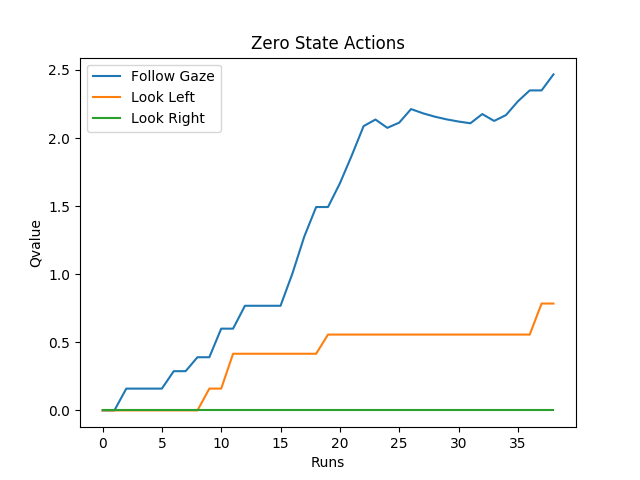 Zero State Actions
Follow Gaze
Look Left
Look Right
2.5
2.0
1.5
1.0
0.5
0.0
Qvalue
0 5 10 15 20 25 30 35
Runs